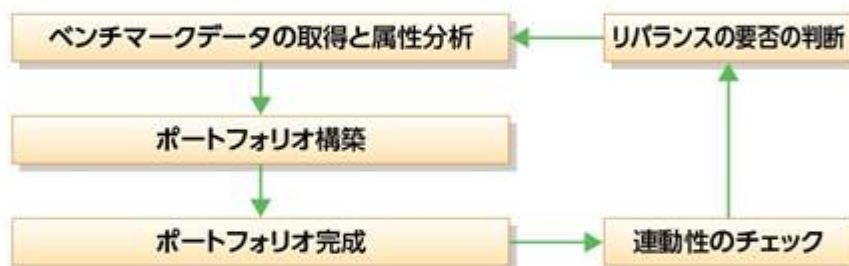 ベンチマークデータの取得と属性分析
リバランスの要否の判断
ポートフォリオ構築
ポートフォリオ完成
連動性のチェック